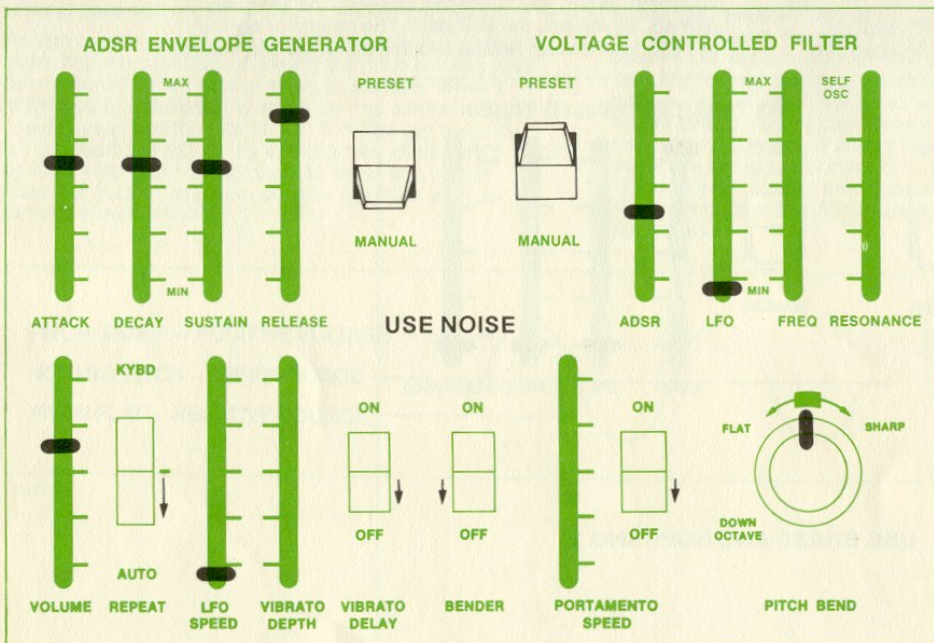 ADSR ENVELOPE GENERATOR
VOLTAGE CONTROLLED FILTER
MAX
PRESET
PRESET
MAX
SELF
OSC
MANUAL
MANUAL
MIN
MIN
ATTACK DECAY SUSTAIN RELEASE
ADSR LFO FREQ RESONANCE
USE NOISE
KYBD
ON
ON
ON
FLAT
SHARP
OFF
OFF
OFF
DOWN
OCTAVE
AUTO
VOLUME
REPEAT
LFO
SPEED
VIBRATO
DEPTH
VIBRATO
DELAY
BENDER
PORTAMENTO
SPEED
PITCH BEND